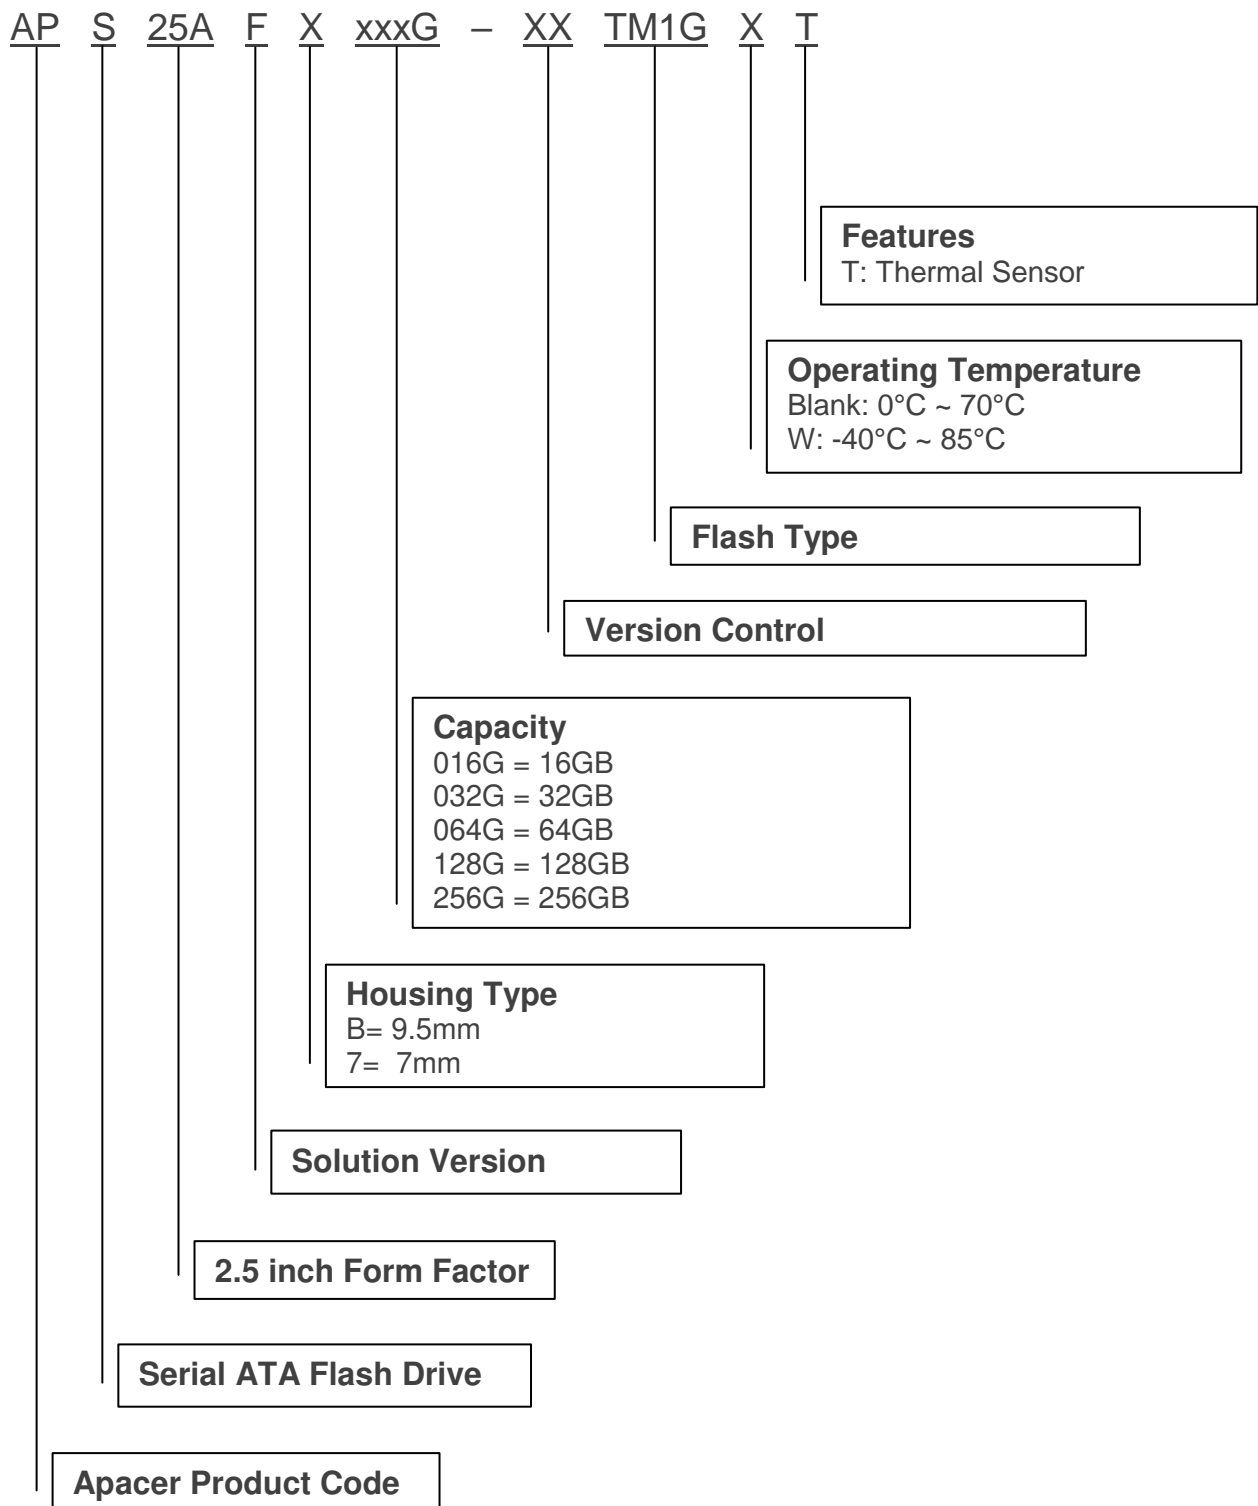 AP S 25A F X xxxG – XX TM1G X T
Features
T: Thermal Sensor
Operating Temperature
Blank: 0°C ~ 70°C
W: -40°C ~ 85°C
Flash Type
Version Control
Capacity
016G = 16GB
032G = 32GB
064G = 64GB
128G = 128GB
256G = 256GB
Housing Type
B= 9.5mm
7= 7mm
Solution Version
2.5 inch Form Factor
Serial ATA Flash Drive
Apacer Product Code